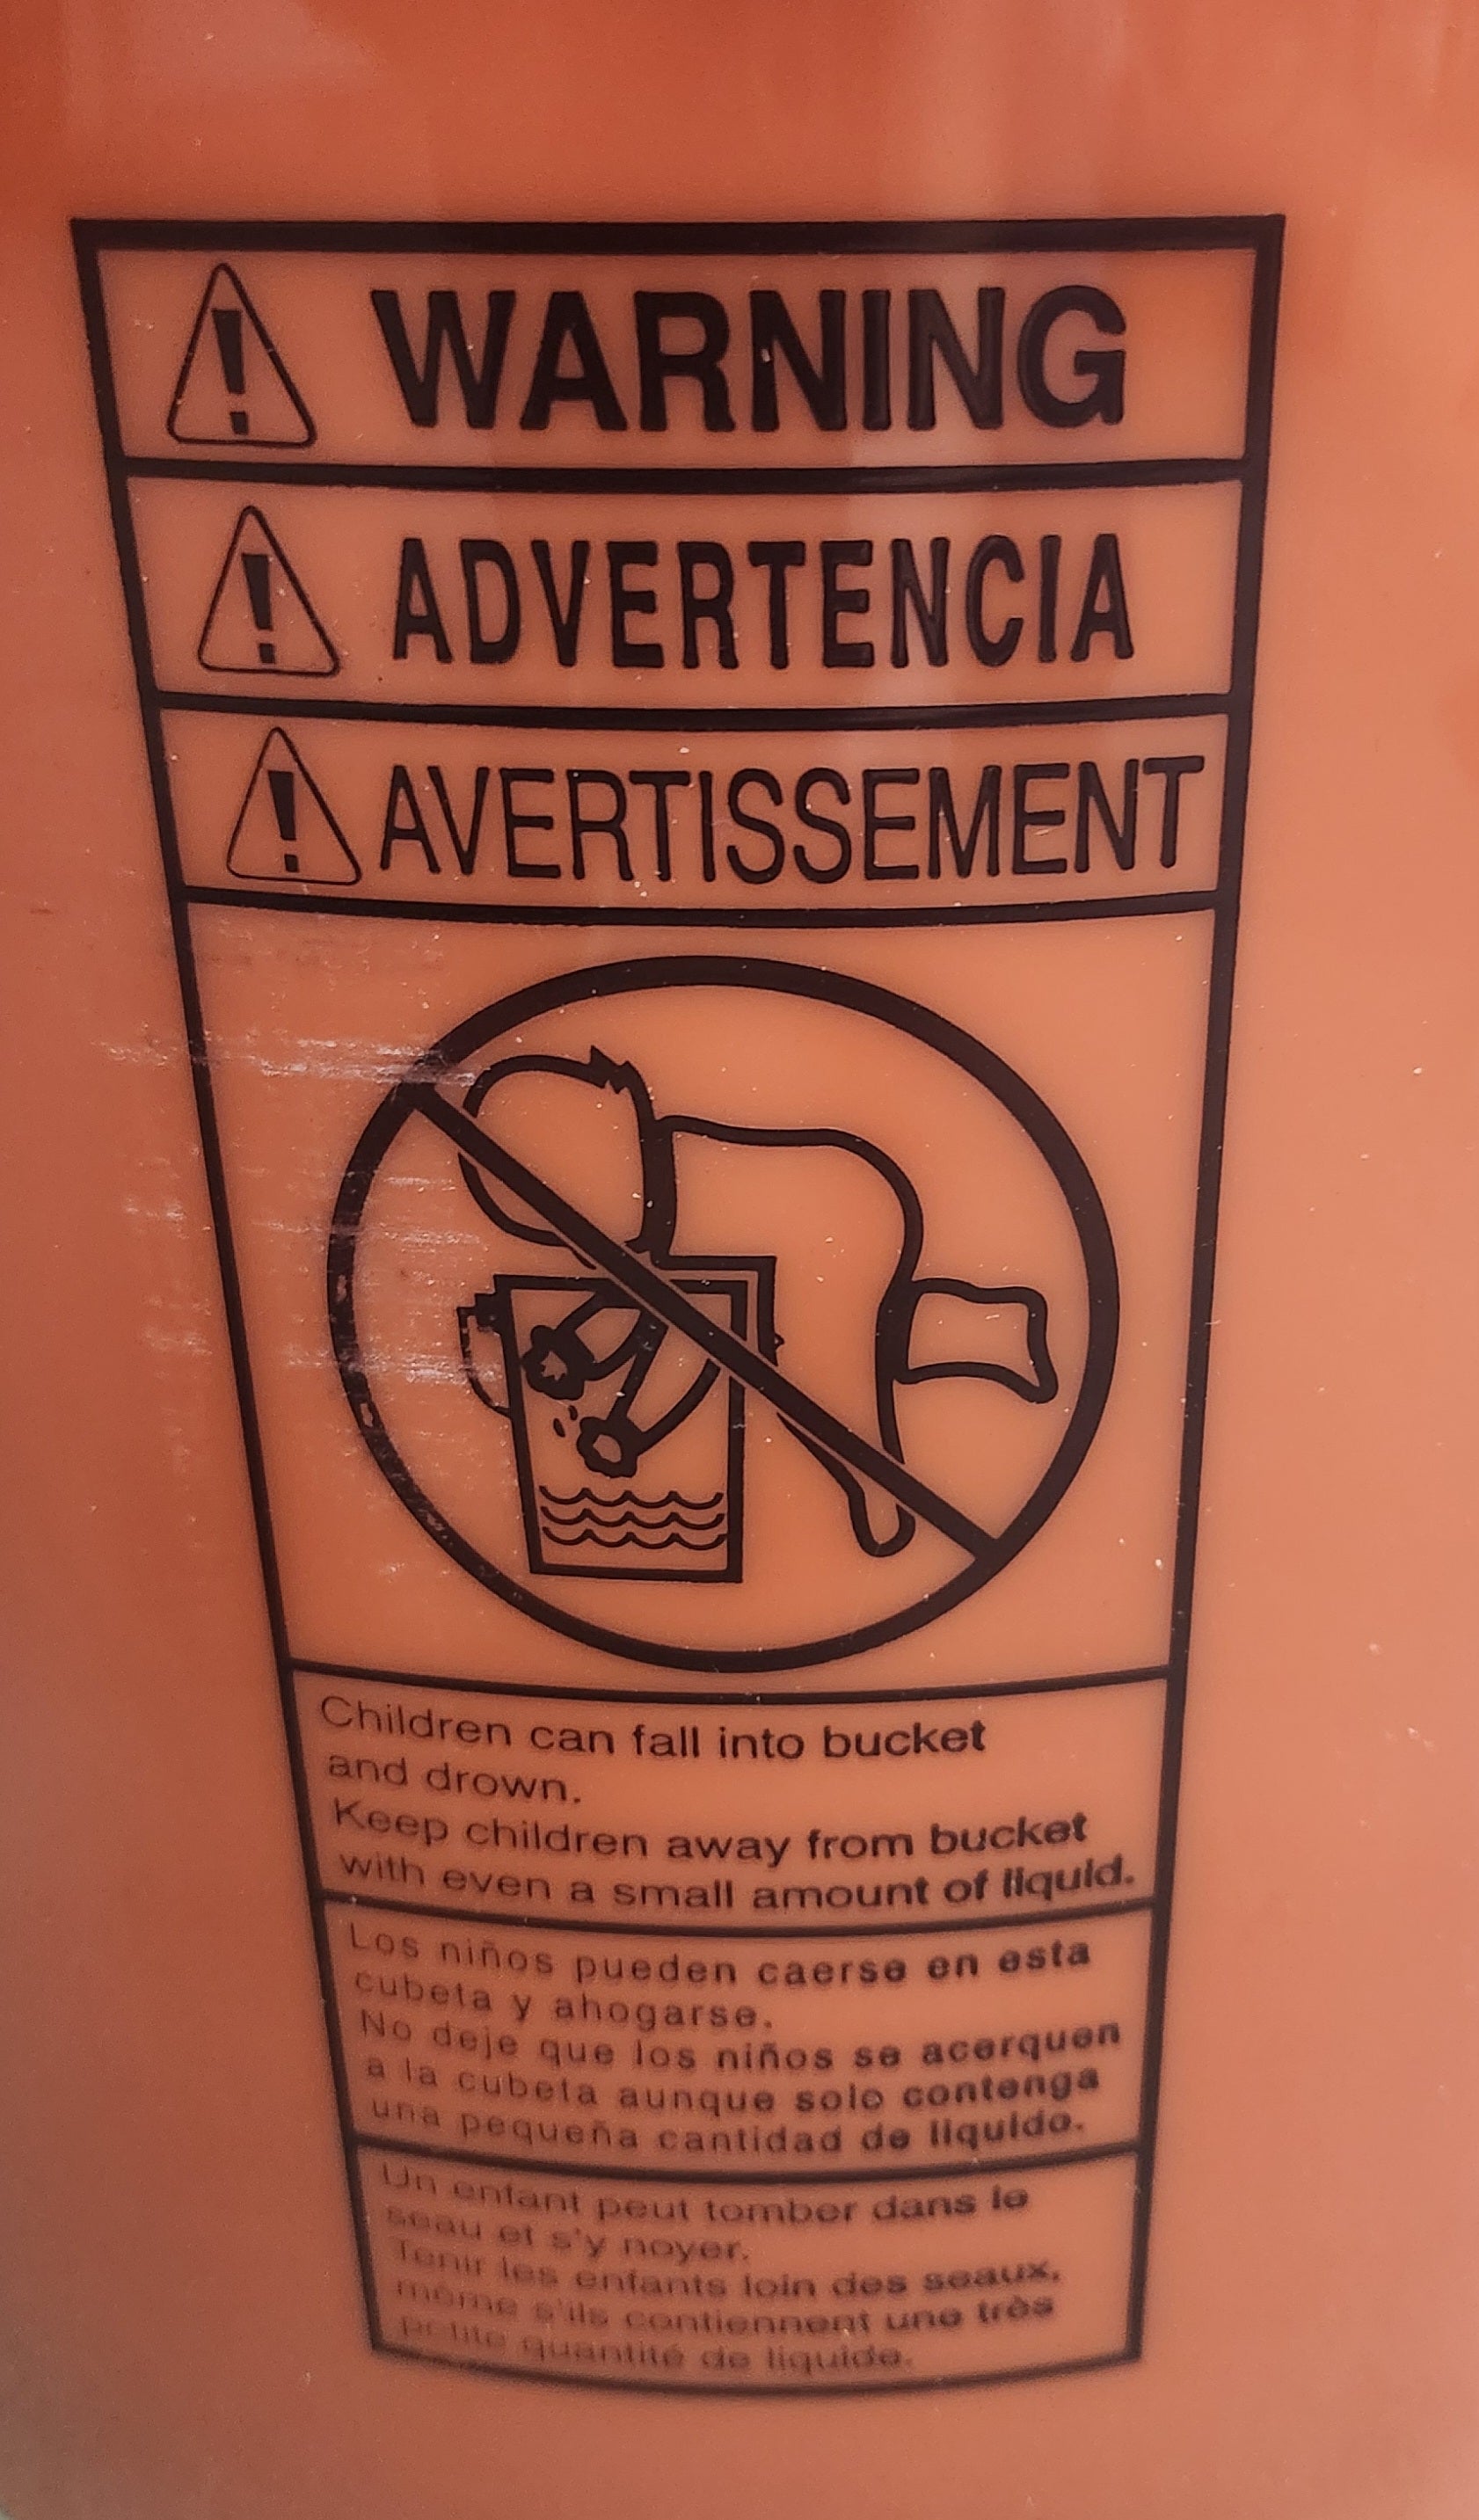 WARNING
ADVERTENCIA
AVERTISSEMENT
Children can fall into bucket
and drown.
Keep children away from bucket
with even a small amount of liquid.
Los niños pueden caerse en esta
cubeta y ahogarse.
No deje que los niños se acerquen
a la cubeta aunque solo contenga
una pequeña cantidad de liquido.
Un enfant peut tomber dans le
seau et s'y noyer.
Tenir les enfants loin des seaux,
même s'ils contiennent une très
petite quantité de liquide.